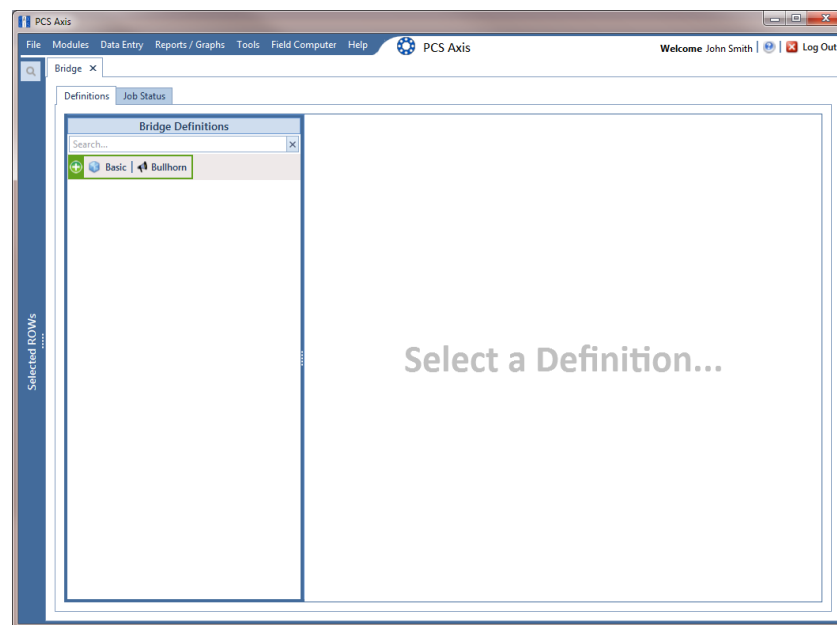 PCS Axis
File Modules Data Entry Reports / Graphs Tools Field Computer Help PCS Axis Welcome John Smith | | Log Out
Bridge
Definitions Job Status
Bridge Definitions
Search...
Basic | Bullhorn
Selected ROWs
Select a Definition...